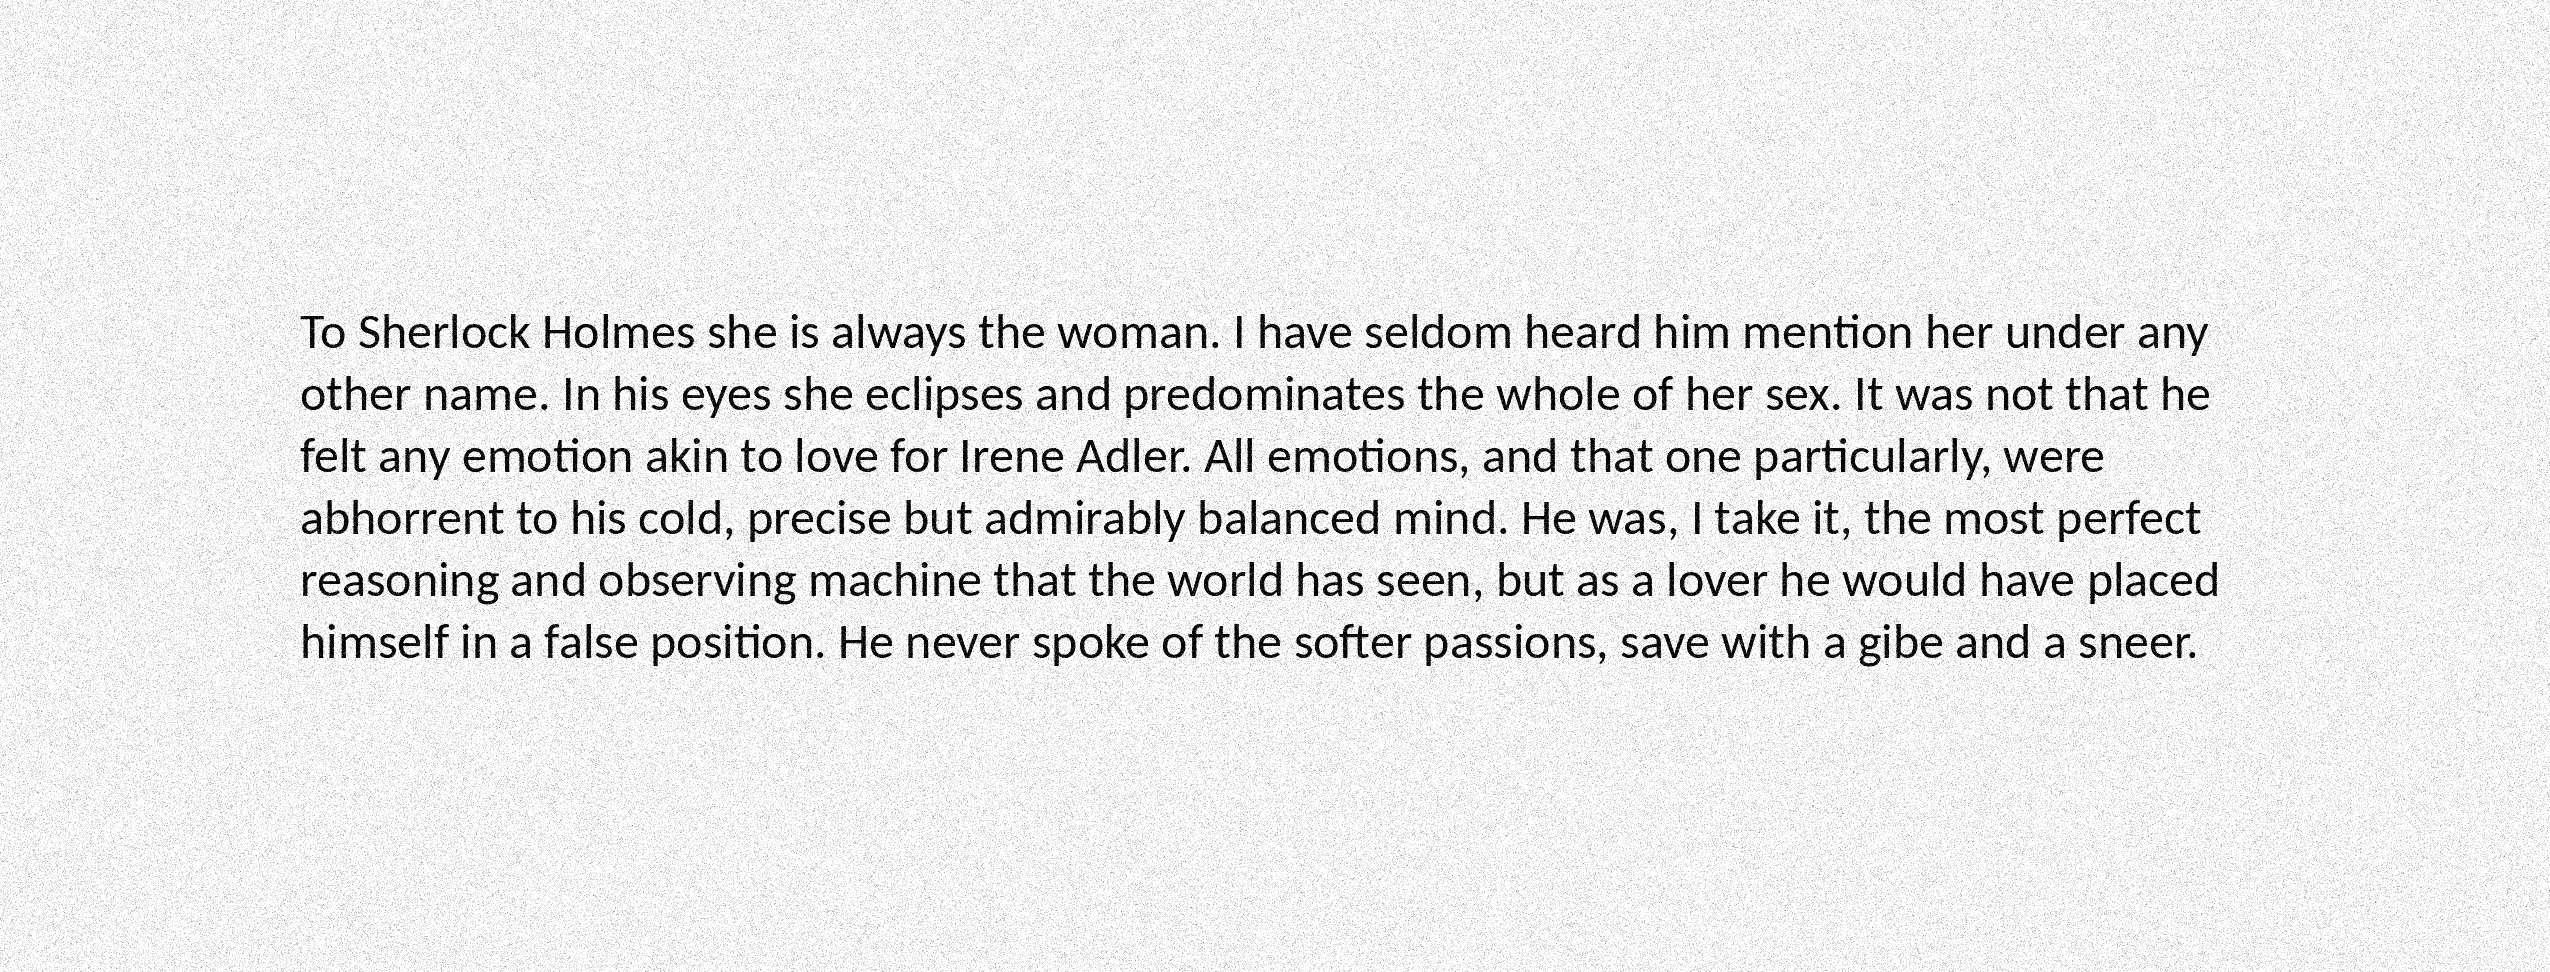 To Sherlock Holmes she is always the woman. I have seldom heard him mention her under any
other name. In his eyes she eclipses and predominates the whole of her sex. It was not that he
felt any emotion akin to love for Irene Adler. All emotions, and that one particularly, were
abhorrent to his cold, precise but admirably balanced mind. He was, I take it, the most perfect
reasoning and observing machine that the world has seen, but as a lover he would have placed
himself in a false position. He never spoke of the softer passions, save with a gibe and a sneer.